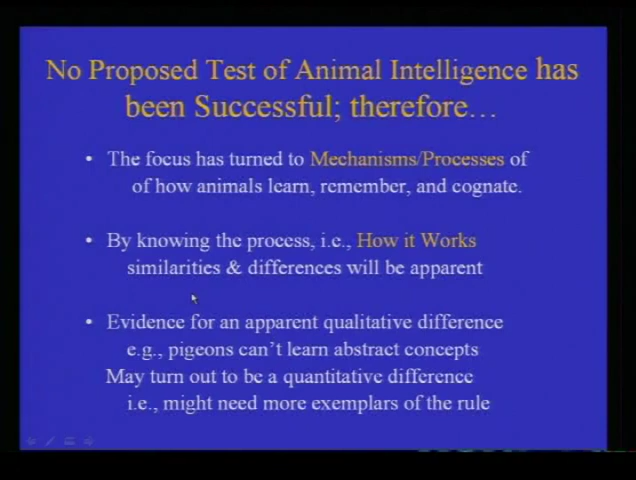 No Proposed Test of Animal Intelligence has
been Successful; therefore…
• The focus has turned to Mechanisms/Processes of
of how animals learn, remember, and cognate.
• By knowing the process, i.e., How it Works
similarities & differences will be apparent
• Evidence for an apparent qualitative difference
e.g., pigeons can't learn abstract concepts
May turn out to be a quantitative difference
i.e., might need more exemplars of the rule